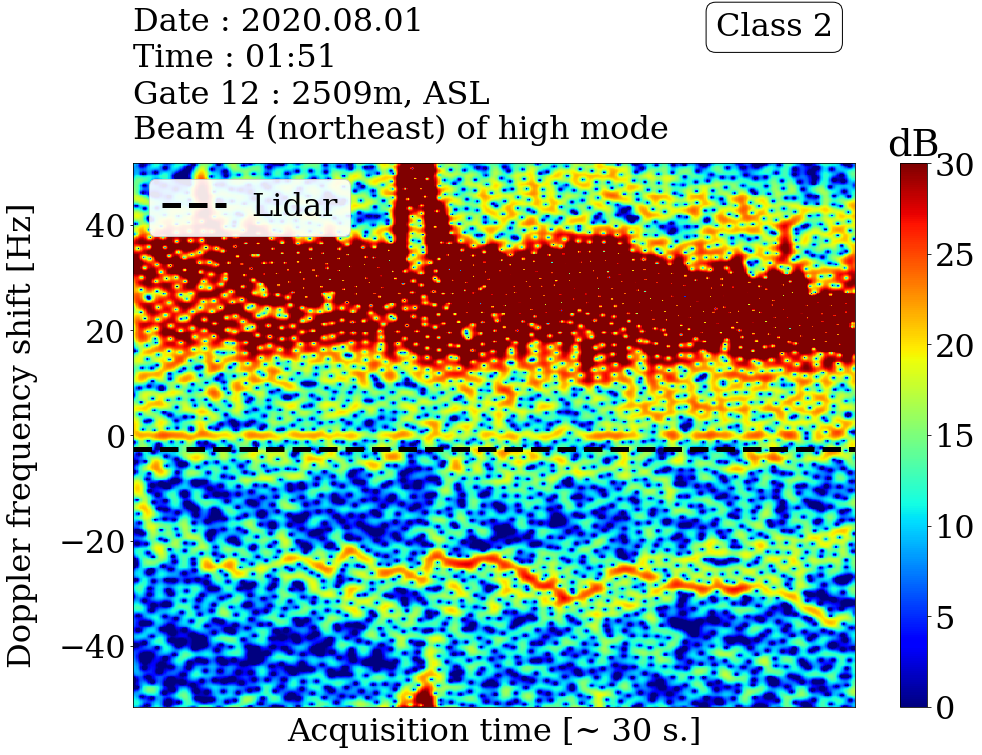 Date : 2020.08.01
Time : 01:51
Gate 12 : 2509m, ASL
Beam 4 (northeast) of high mode
Class 2
dB
Lidar
Doppler frequency shift [Hz]
40
20
0
−20
−40
30
25
20
15
10
5
0
Acquisition time [~ 30 s.]